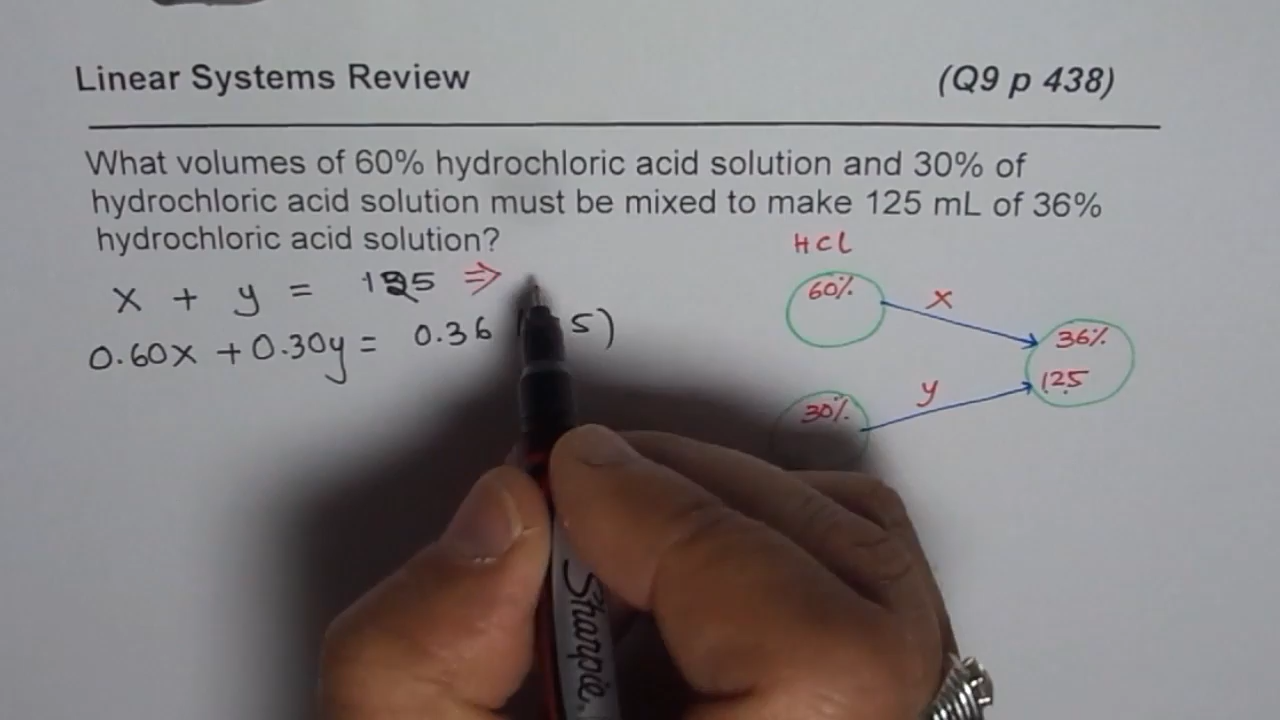 Linear Systems Review (Q9 p 438)
What volumes of 60% hydrochloric acid solution and 30% of
hydrochloric acid solution must be mixed to make 125 mL of 36%
hydrochloric acid solution?
HCl
x + y = 125 ⇒
0.60x + 0.30y = 0.36 5)
60% x
36%
125
30% y
Sharpie.